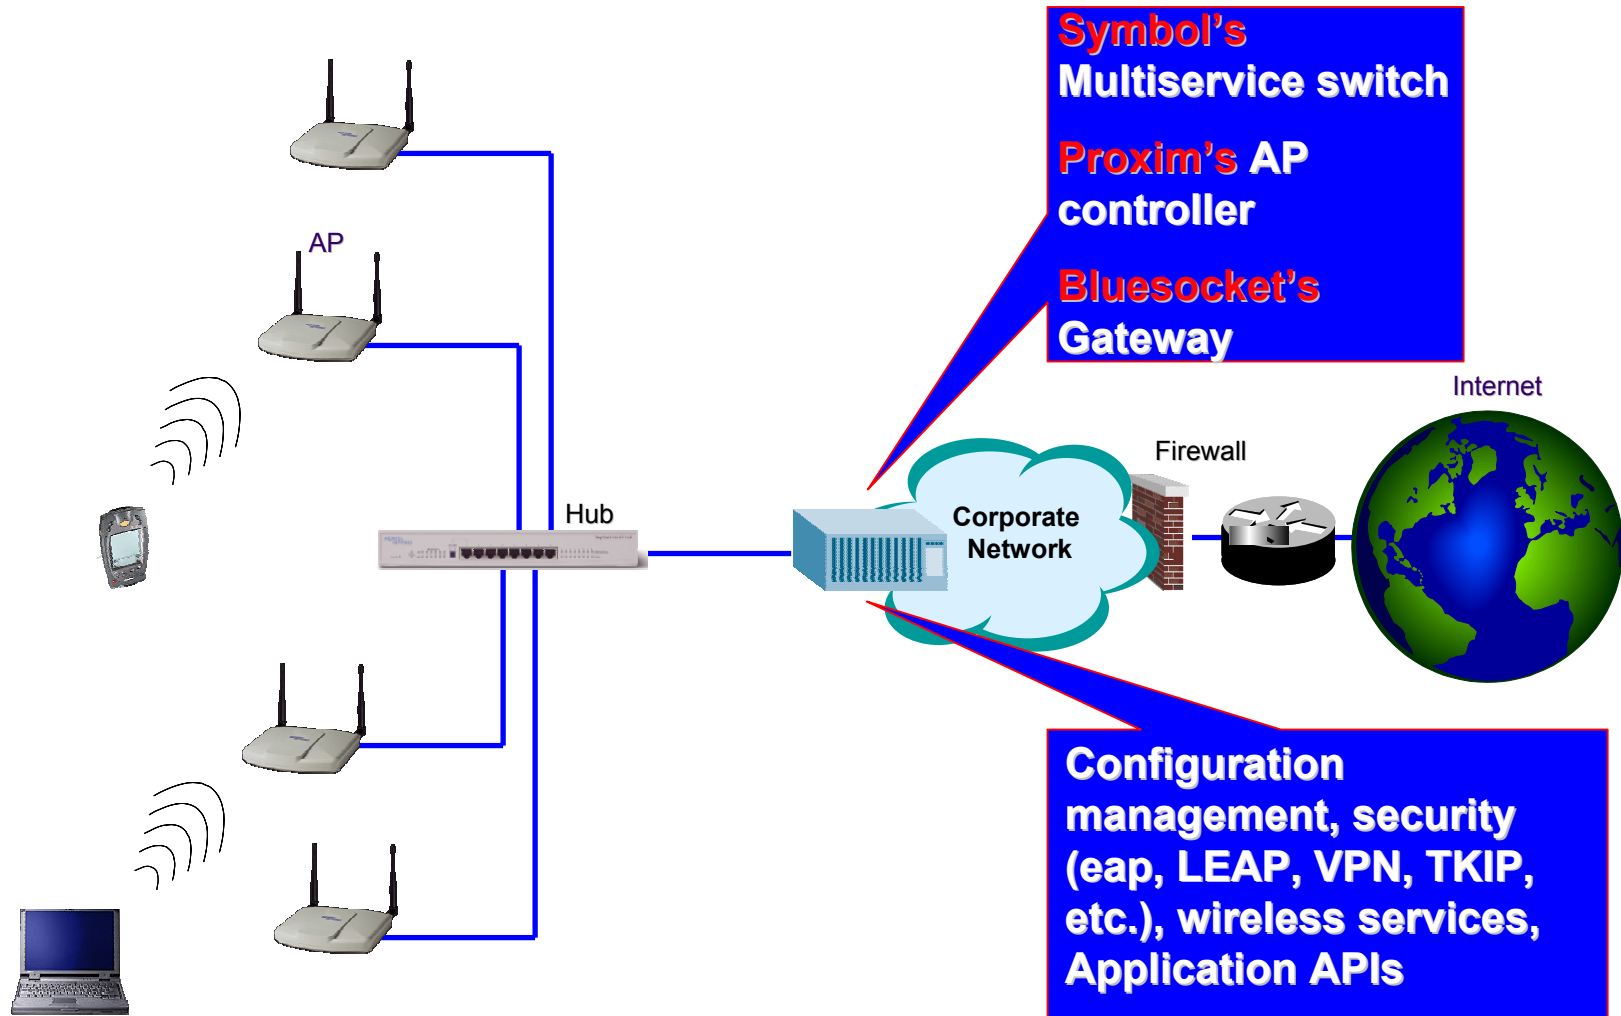 Symbol's
Multiservice switch
Proxim's AP
controller
Bluesocket's
Gateway
AP
Internet
Firewall
Hub
Corporate
Network
Configuration
management, security
(eap, LEAP, VPN, TKIP,
etc.), wireless services,
Application APIs